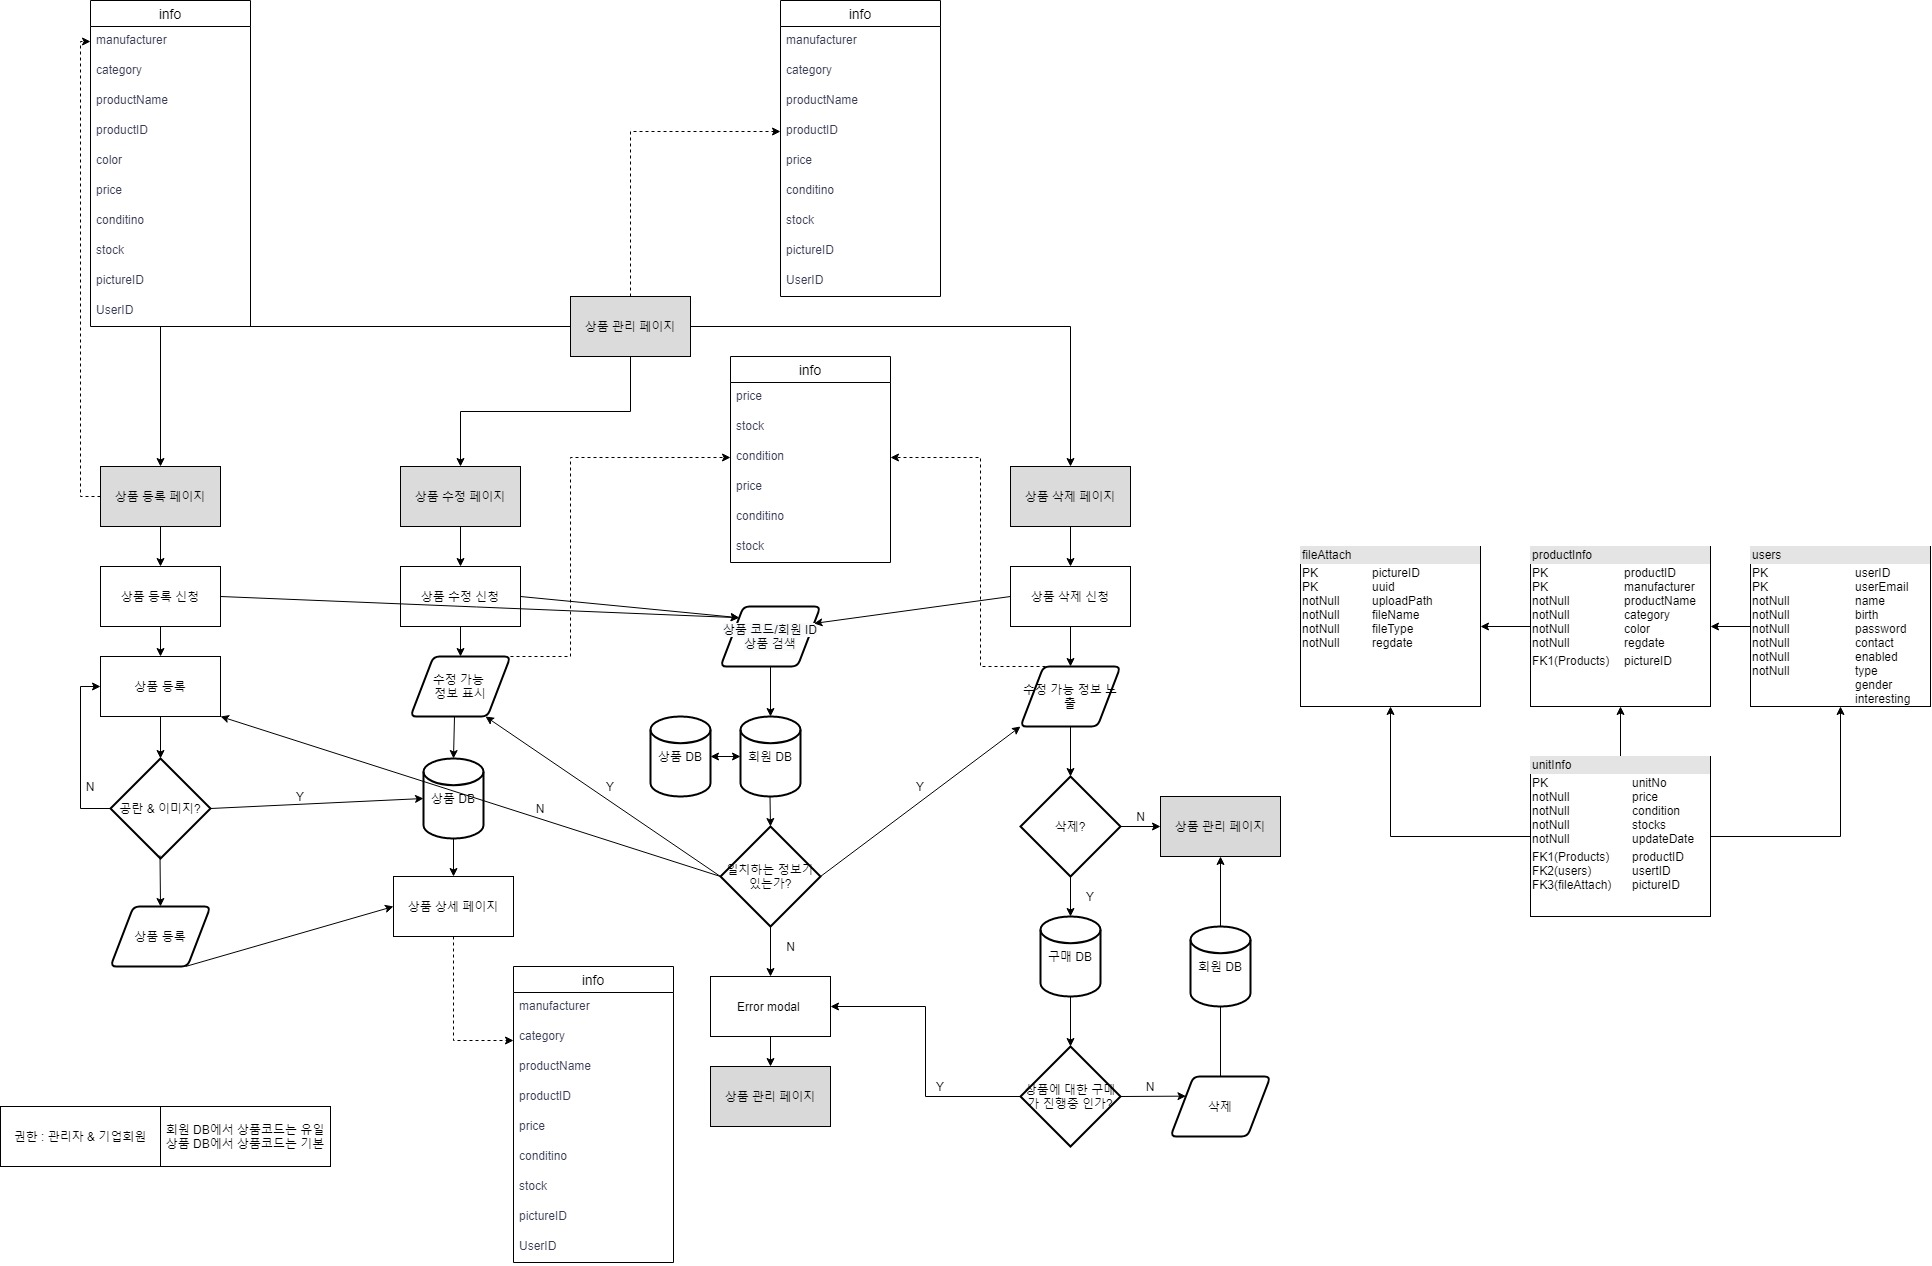 info
manufacturer
category
productName
productID
color
price
conditino
stock
pictureID
UserID
info
manufacturer
category
productName
productID
price
conditino
stock
pictureID
UserID
상품 관리 페이지
info
price
stock
condition
price
conditino
stock
상품 등록 페이지
상품 수정 페이지
상품 삭제 페이지
상품 등록 신청
상품 수정 신청
상품 삭제 신청
상품 코드/회원 ID
상품 검색
상품 등록
수정 가능
정보 표시
수정 가능 정보 노
출
상품 DB
회원 DB
N
공란 & 이미지?
Y
상품 DB
N
Y
Y
삭제?
N
상품 관리 페이지
일치하는 정보가
있는가?
Y
상품 등록
상품 상세 페이지
N
구매 DB
회원 DB
Error modal
info
manufacturer
category
productName
productID
price
conditino
stock
pictureID
UserID
상품 관리 페이지
Y
상품에 대한 구매
가 진행중 인가?
N
삭제
권한 : 관리자 & 기업회원
회원 DB에서 상품코드는 유일
상품 DB에서 상품코드는 기본
fileAttach
PK pictureID
PK uuid
notNull uploadPath
notNull fileName
notNull fileType
notNull regdate
productInfo
PK productID
PK manufacturer
notNull productName
notNull category
notNull color
notNull regdate
FK1(Products) pictureID
users
PK userID
PK userEmail
notNull name
notNull birth
notNull password
notNull contact
notNull enabled
notNull type
gender
interesting
unitInfo
PK unitNo
notNull price
notNull condition
notNull stocks
notNull updateDate
FK1(Products) productID
FK2(users) usertID
FK3(fileAttach) pictureID